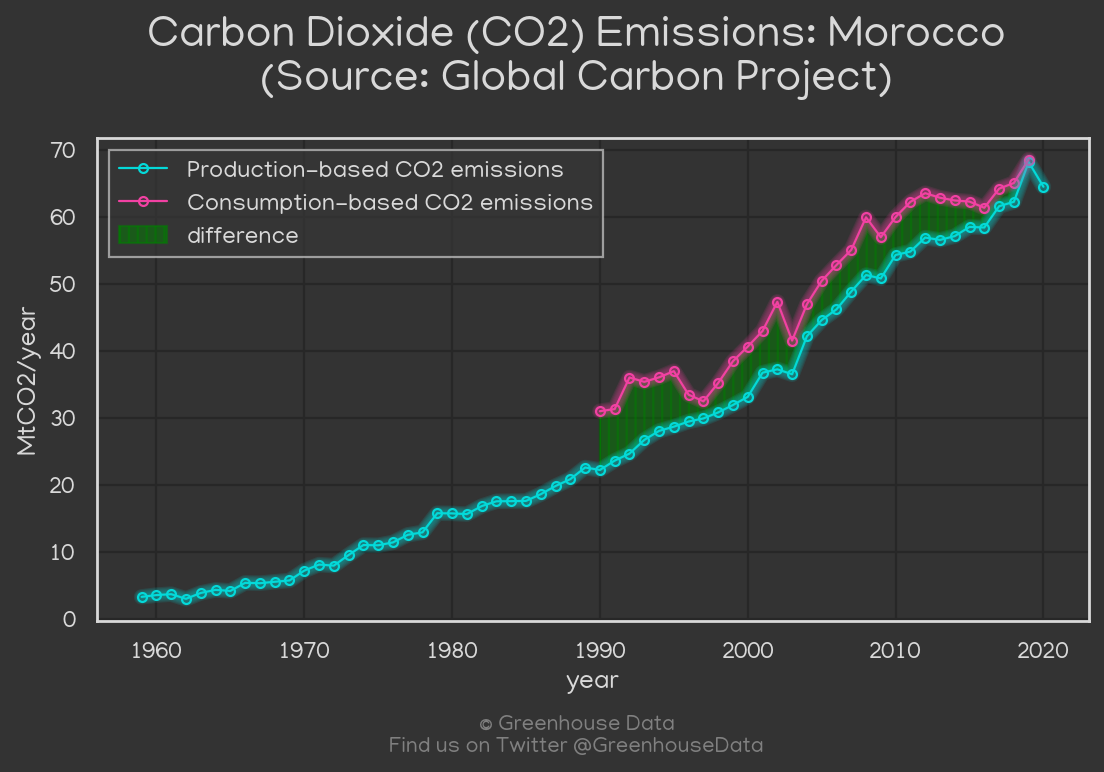 Carbon Dioxide (CO2) Emissions: Morocco
(Source: Global Carbon Project)
70
60
50
40
30
20
10
0
MtCO2/year
Production-based CO2 emissions
Consumption-based CO2 emissions
difference
1960 1970 1980 1990 2000 2010 2020
year
© Greenhouse Data
Find us on Twitter @GreenhouseData